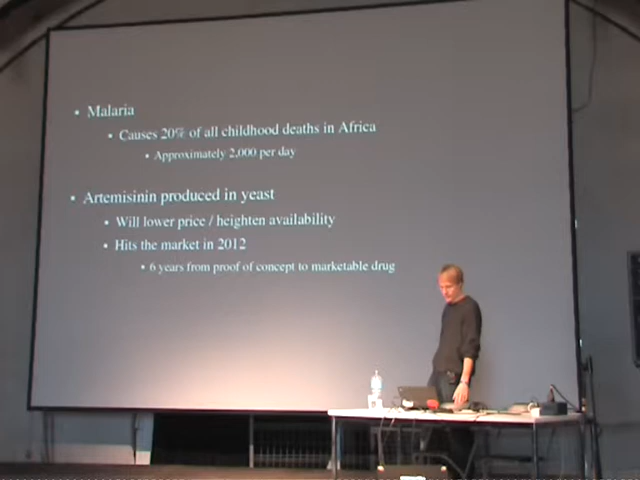 • Malaria
• Causes 20% of all childhood deaths in Africa
• Approximately 2,000 per day
• Artemisinin produced in yeast
• Will lower price / heighten availability
• Hits the market in 2012
• 6 years from proof of concept to marketable drug